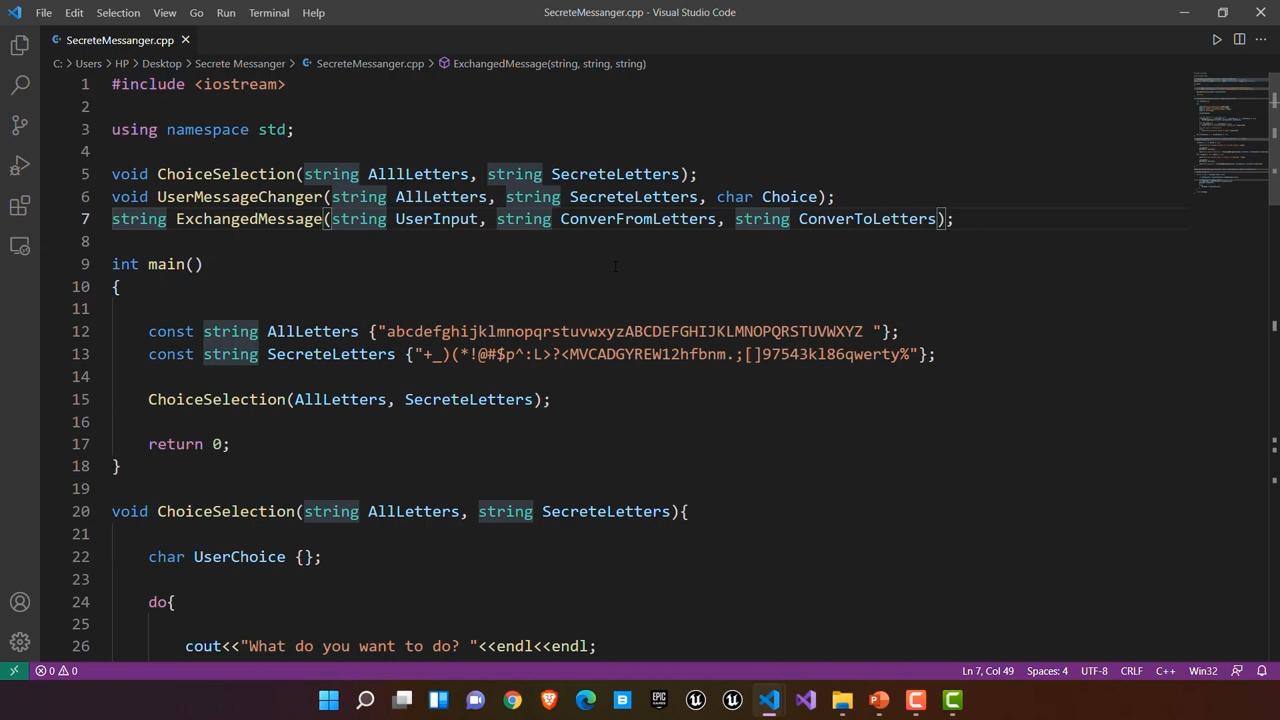 File Edit Selection View Go Run Terminal Help SecreteMessanger.cpp - Visual Studio Code
SecreteMessanger.cpp
C: > Users > HP > Desktop > Secrete Messanger > SecreteMessanger.cpp > ExchangedMessage(string, string, string)
1 #include <iostream>
2
3 using namespace std;
4
5 void ChoiceSelection(string AlllLetters, string SecreteLetters);
6 void UserMessageChanger(string AllLetters, string SecreteLetters, char Choice);
7 string ExchangedMessage(string UserInput, string ConverFromLetters, string ConverToLetters);
8
9 int main()
10 {
11
12 const string AllLetters {"abcdefghijklmnopqrstuvwxyzABCDEFGHIJKLMNOPQRSTUVWXYZ "};
13 const string SecreteLetters {"+_)(*!@#$p^:L>?<MVCADGYREW12hfbnm.;[]97543kl86qwerty%"};
14
15 ChoiceSelection(AllLetters, SecreteLetters);
16
17 return 0;
18 }
19
20 void ChoiceSelection(string AllLetters, string SecreteLetters){
21
22 char UserChoice {};
23
24 do{
25
26 cout<<"What do you want to do? "<<endl<<endl;
0 0 Ln 7, Col 49 Spaces: 4 UTF-8 CRLF C++ Win32